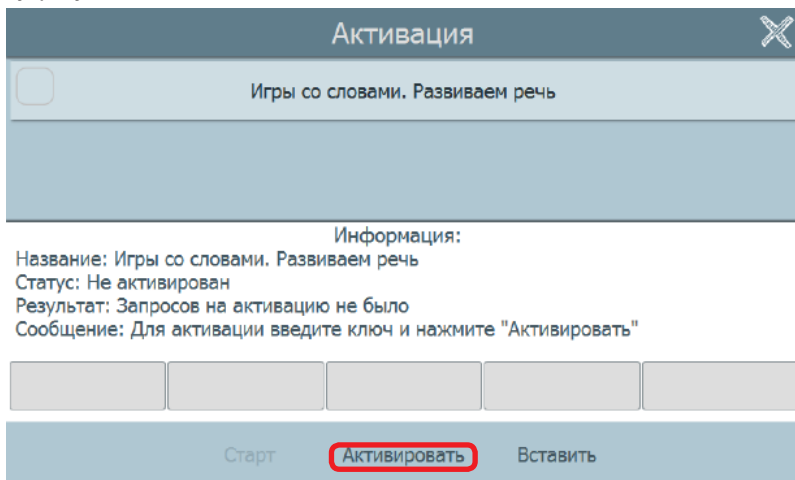 Активация
Игры со словами. Развиваем речь
Информация:
Название: Игры со словами. Развиваем речь
Статус: Не активирован
Результат: Запросов на активацию не было
Сообщение: Для активации введите ключ и нажмите "Активировать"
Старт Активировать Вставить